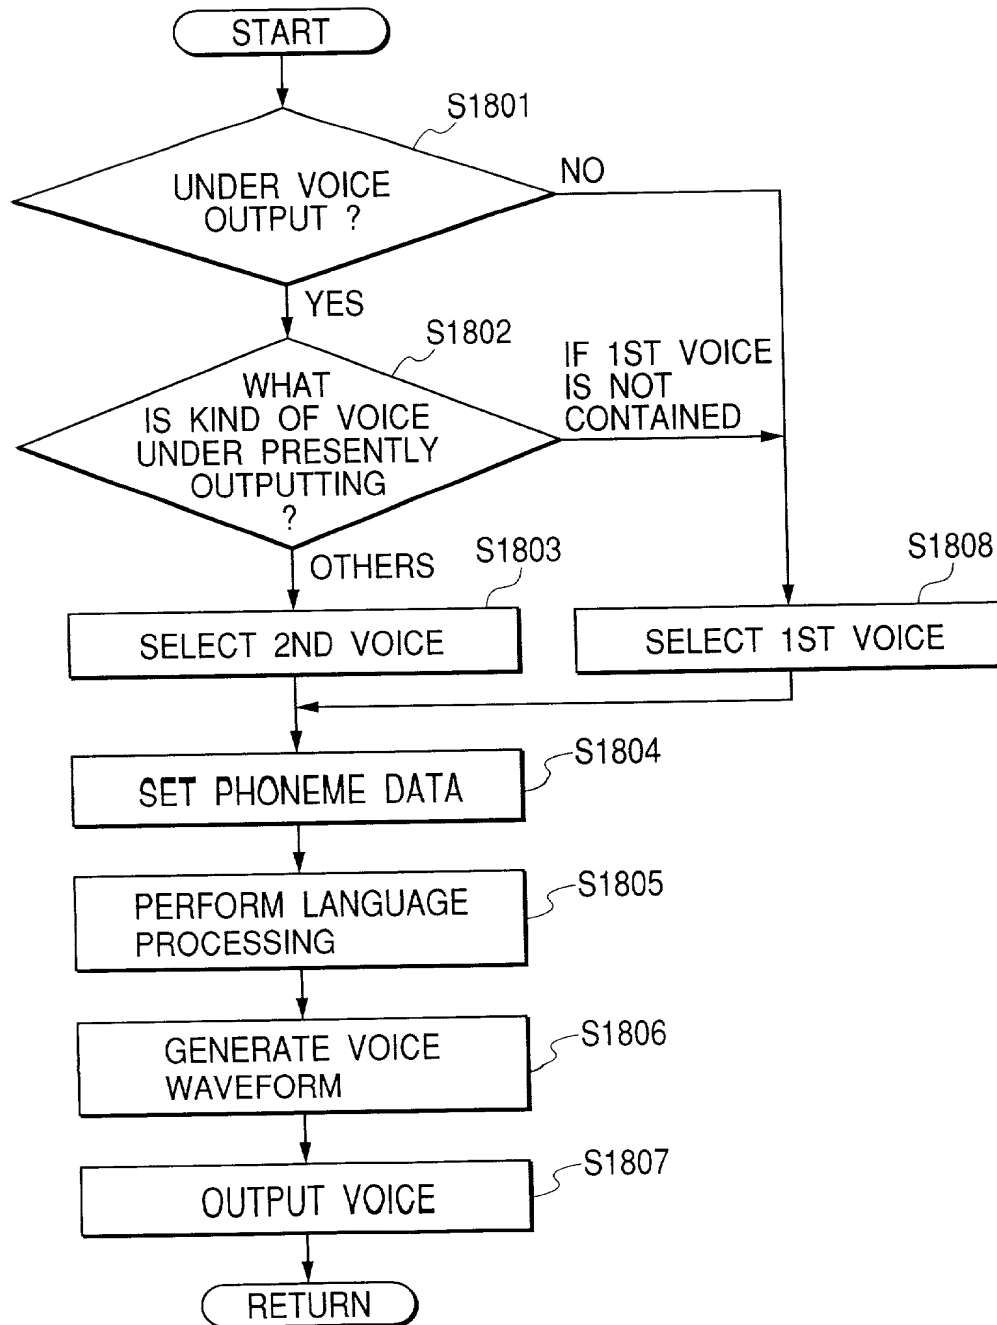 START
S1801
UNDER VOICE
OUTPUT ?
NO
YES
S1802
WHAT
IS KIND OF VOICE
UNDER PRESENTLY
OUTPUTTING
?
IF 1ST VOICE
IS NOT
CONTAINED
OTHERS
S1803
SELECT 2ND VOICE
S1808
SELECT 1ST VOICE
S1804
SET PHONEME DATA
S1805
PERFORM LANGUAGE
PROCESSING
S1806
GENERATE VOICE
WAVEFORM
S1807
OUTPUT VOICE
RETURN